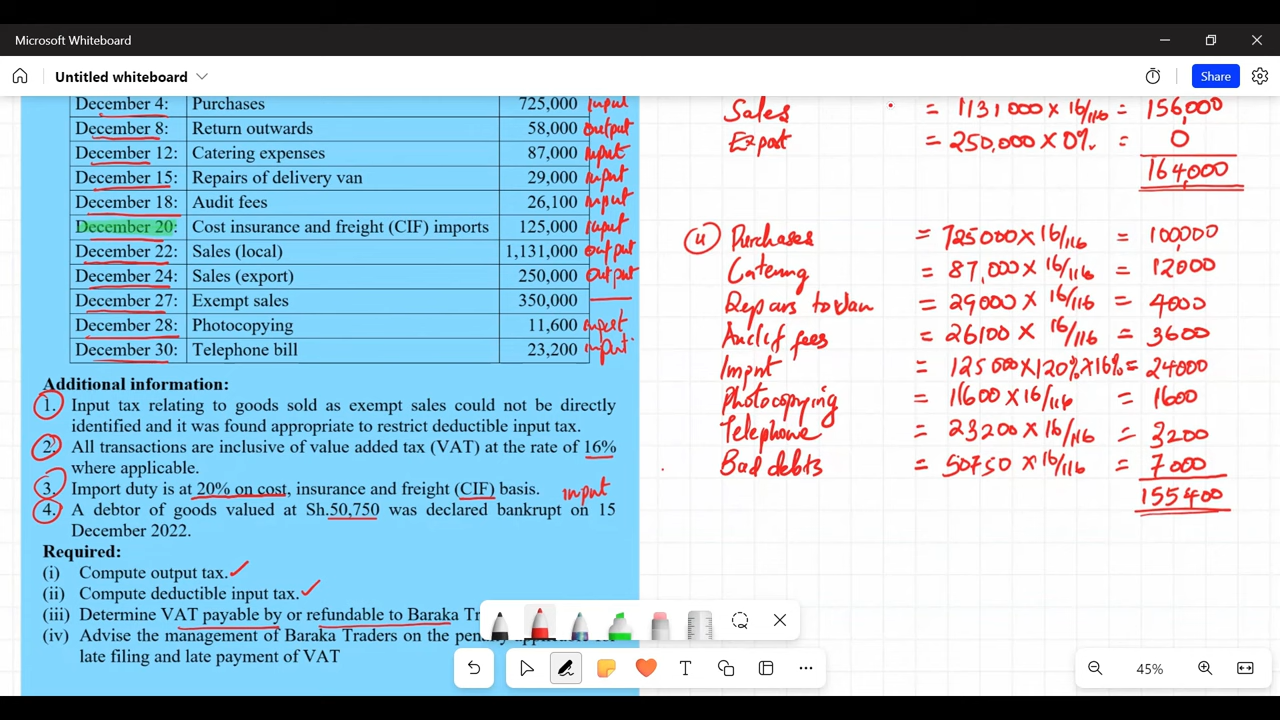 Microsoft Whiteboard
Untitled whiteboard
Share
December 4: Purchases 725,000 input
December 8: Return outwards 58,000 output
December 12: Catering expenses 87,000 input
December 15: Repairs of delivery van 29,000 input
December 18: Audit fees 26,100 input
December 20: Cost insurance and freight (CIF) imports 125,000 input
December 22: Sales (local) 1,131,000 output
December 24: Sales (export) 250,000 output
December 27: Exempt sales 350,000
December 28: Photocopying 11,600 input
December 30: Telephone bill 23,200 input
Additional information:
1. Input tax relating to goods sold as exempt sales could not be directly
identified and it was found appropriate to restrict deductible input tax.
2. All transactions are inclusive of value added tax (VAT) at the rate of 16%
where applicable.
3. Import duty is at 20% on cost, insurance and freight (CIF) basis.
input
4. A debtor of goods valued at Sh.50,750 was declared bankrupt on 15
December 2022.
Required:
(i) Compute output tax.
(ii) Compute deductible input tax.
(iii) Determine VAT payable by or refundable to Baraka
(iv) Advise the management of Baraka Traders on the
late filing and late payment of VAT
Sales = 1131000 x 16/116 = 156,000
Export = 250,000 x 0% = 0
164,000
(ii) Purchases = 725000 x 16/116 = 100,000
Catering = 87,000 x 16/116 = 12000
Repairs to van = 29000 x 16/116 = 4000
Audit fees = 26100 x 16/116 = 3600
Import = 125000 x 120% x 16% = 24000
Photocopying = 11600 x 16/116 = 1600
Telephone = 23200 x 16/116 = 3200
Bad debts = 50750 x 16/116 = 7000
155400
45%